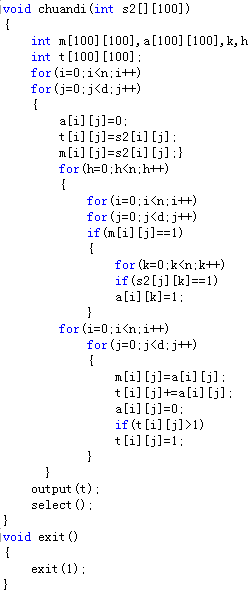 void chuandi(int s2[][100])
{
    int m[100][100],a[100][100],k,h
    int t[100][100];
    for(i=0;i<n;i++)
    for(j=0;j<d;j++)
    {
        a[i][j]=0;
        t[i][j]=s2[i][j];
        m[i][j]=s2[i][j];}
        for(h=0;h<n;h++)
        {
            for(i=0;i<n;i++)
            for(j=0;j<d;j++)
            if(m[i][j]==1)
            {
                for(k=0;k<n;k++)
                if(s2[j][k]==1)
                a[i][k]=1;
            }
        for(i=0;i<n;i++)
            for(j=0;j<d;j++)
            {
                m[i][j]=a[i][j];
                t[i][j]+=a[i][j];
                a[i][j]=0;
                if(t[i][j]>1)
                t[i][j]=1;
            }
      }
    output(t);
    select();
}
void exit()
{
    exit(1);
}